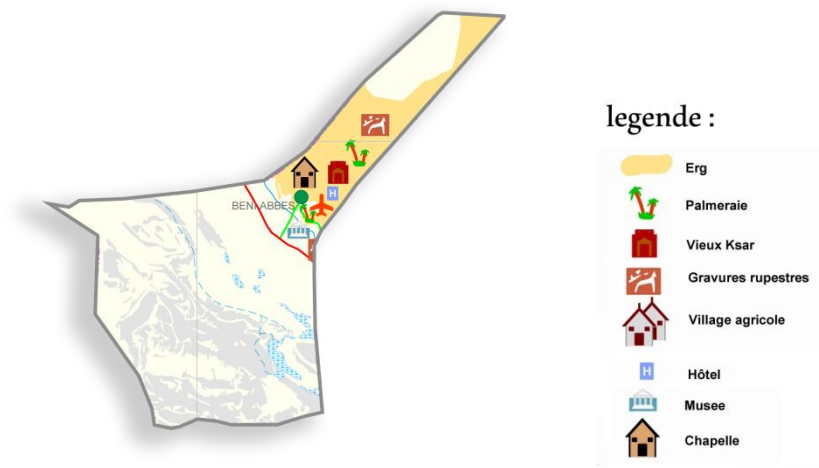 BENI ABBES
legende :
Erg
Palmeraie
Vieux Ksar
Gravures rupestres
Village agricole
H
H
Hôtel
Musee
Chapelle